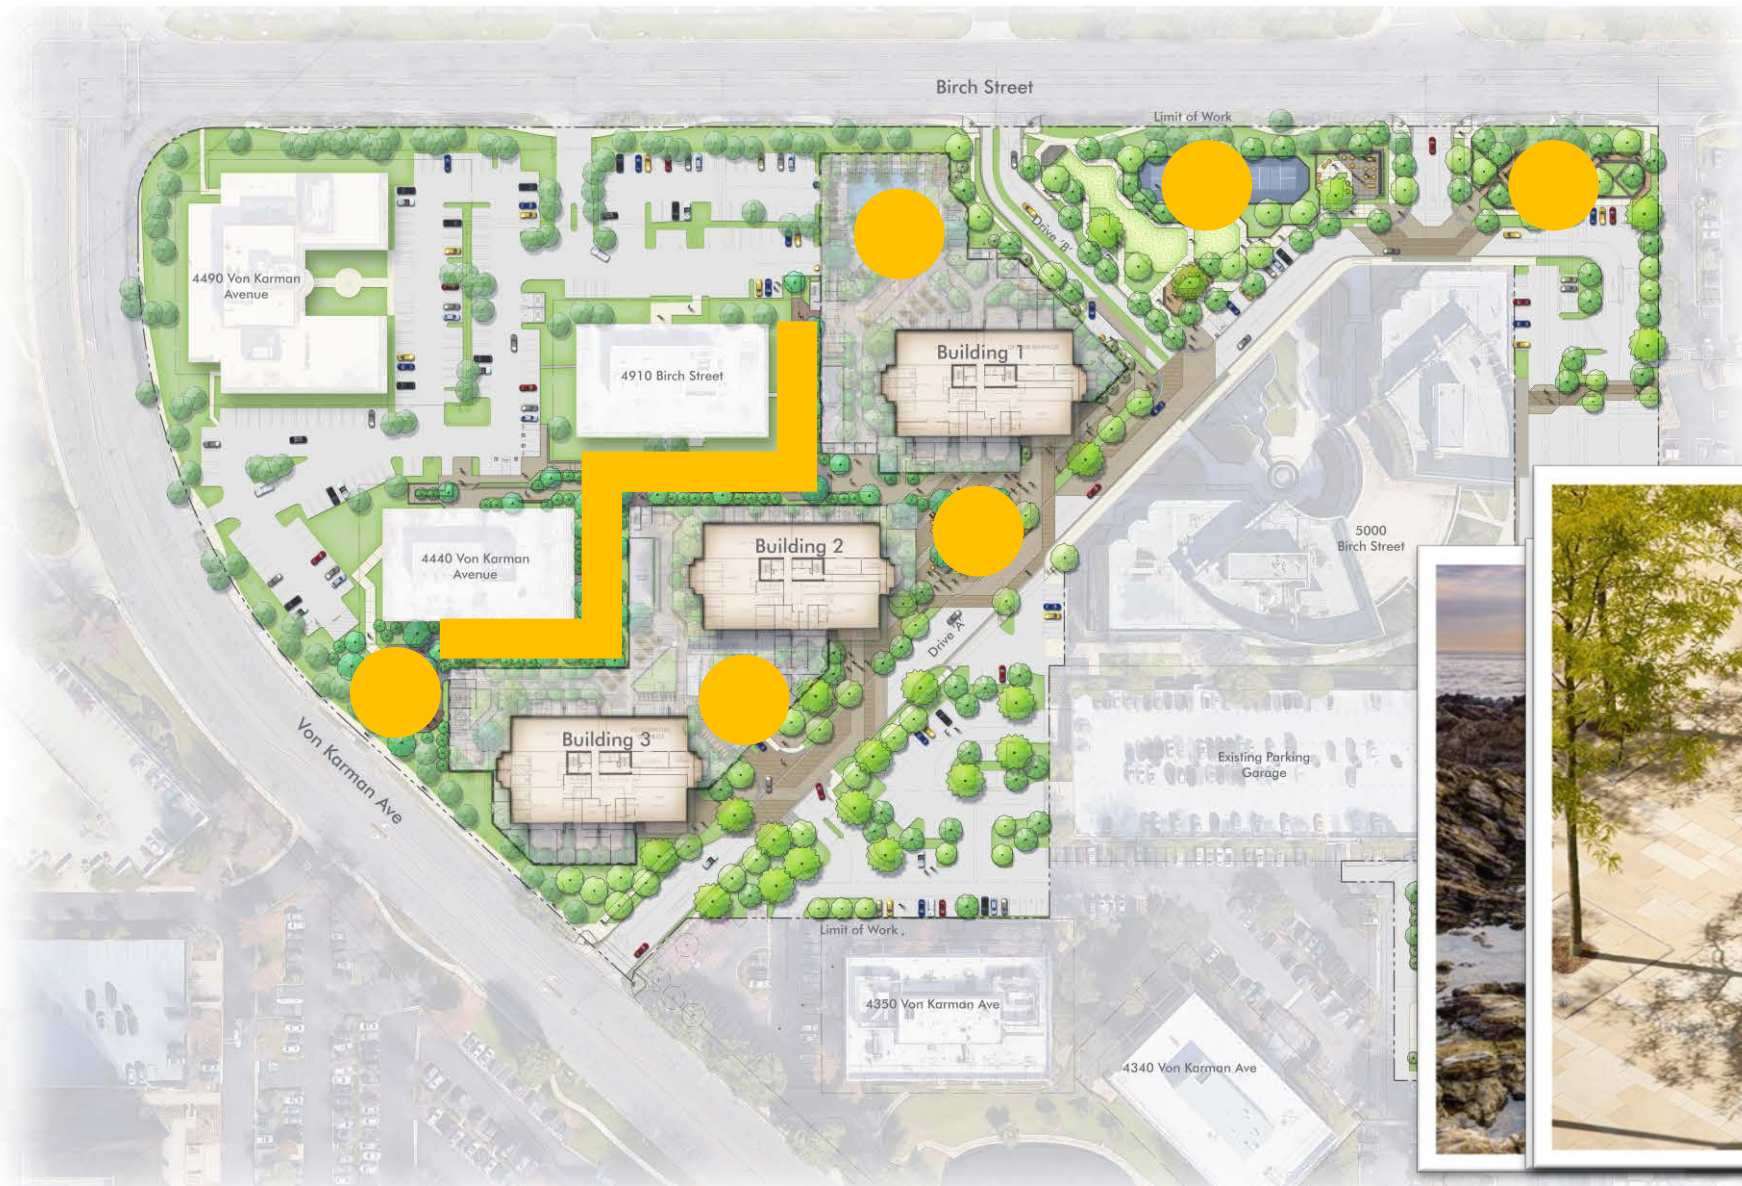 Birch Street
Limit of Work
Drive 'B'
4490 Von Karman
Avenue
4910 Birch Street
Building 1
5000
Birch Street
4440 Von Karman
Avenue
Building 2
Drive 'A'
Von Karman Ave
Building 3
Existing Parking
Garage
Limit of Work
4350 Von Karman Ave
4340 Von Karman Ave